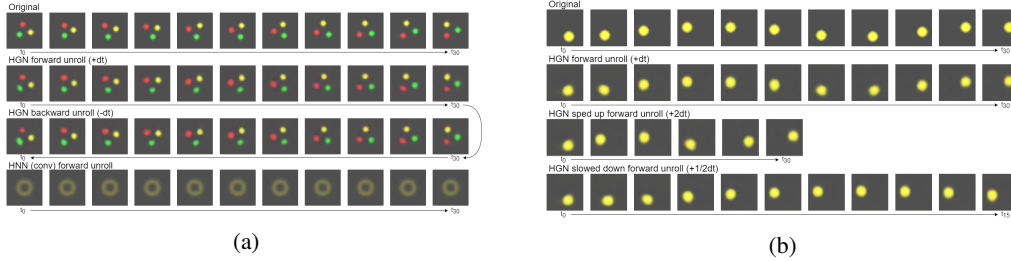 Original
t0 t30
HGN forward unroll (+dt)
t0 t30
HGN backward unroll (-dt)
t0 t30
HNN (conv) forward unroll
t0 t30
(a)
Original
t0 t30
HGN forward unroll (+dt)
t0 t30
HGN sped up forward unroll (+2dt)
t0 t30
HGN slowed down forward unroll (+1/2dt)
t0 t15
(b)